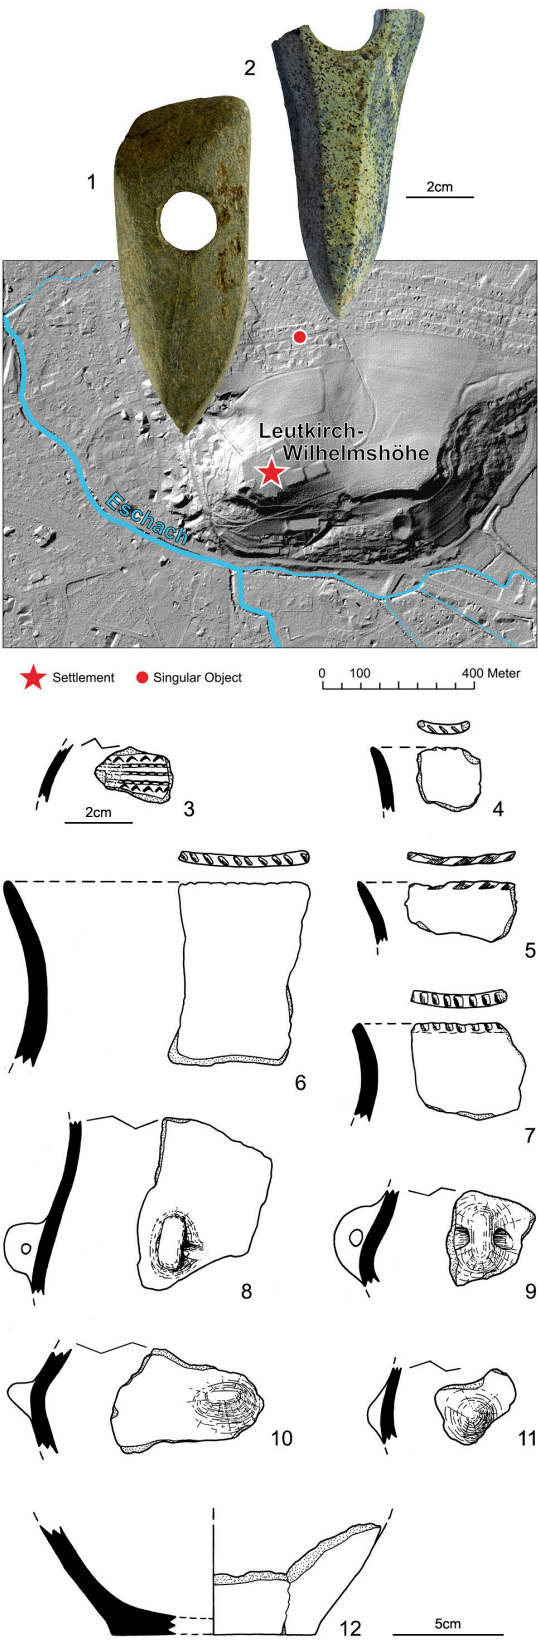 2
1
2cm
Leutkirch-
Wilhelmshöhe
Eschach
Settlement
Singular Object
0 100 400 Meter
3
2cm
4
5
6
7
8
9
10
11
12
5cm